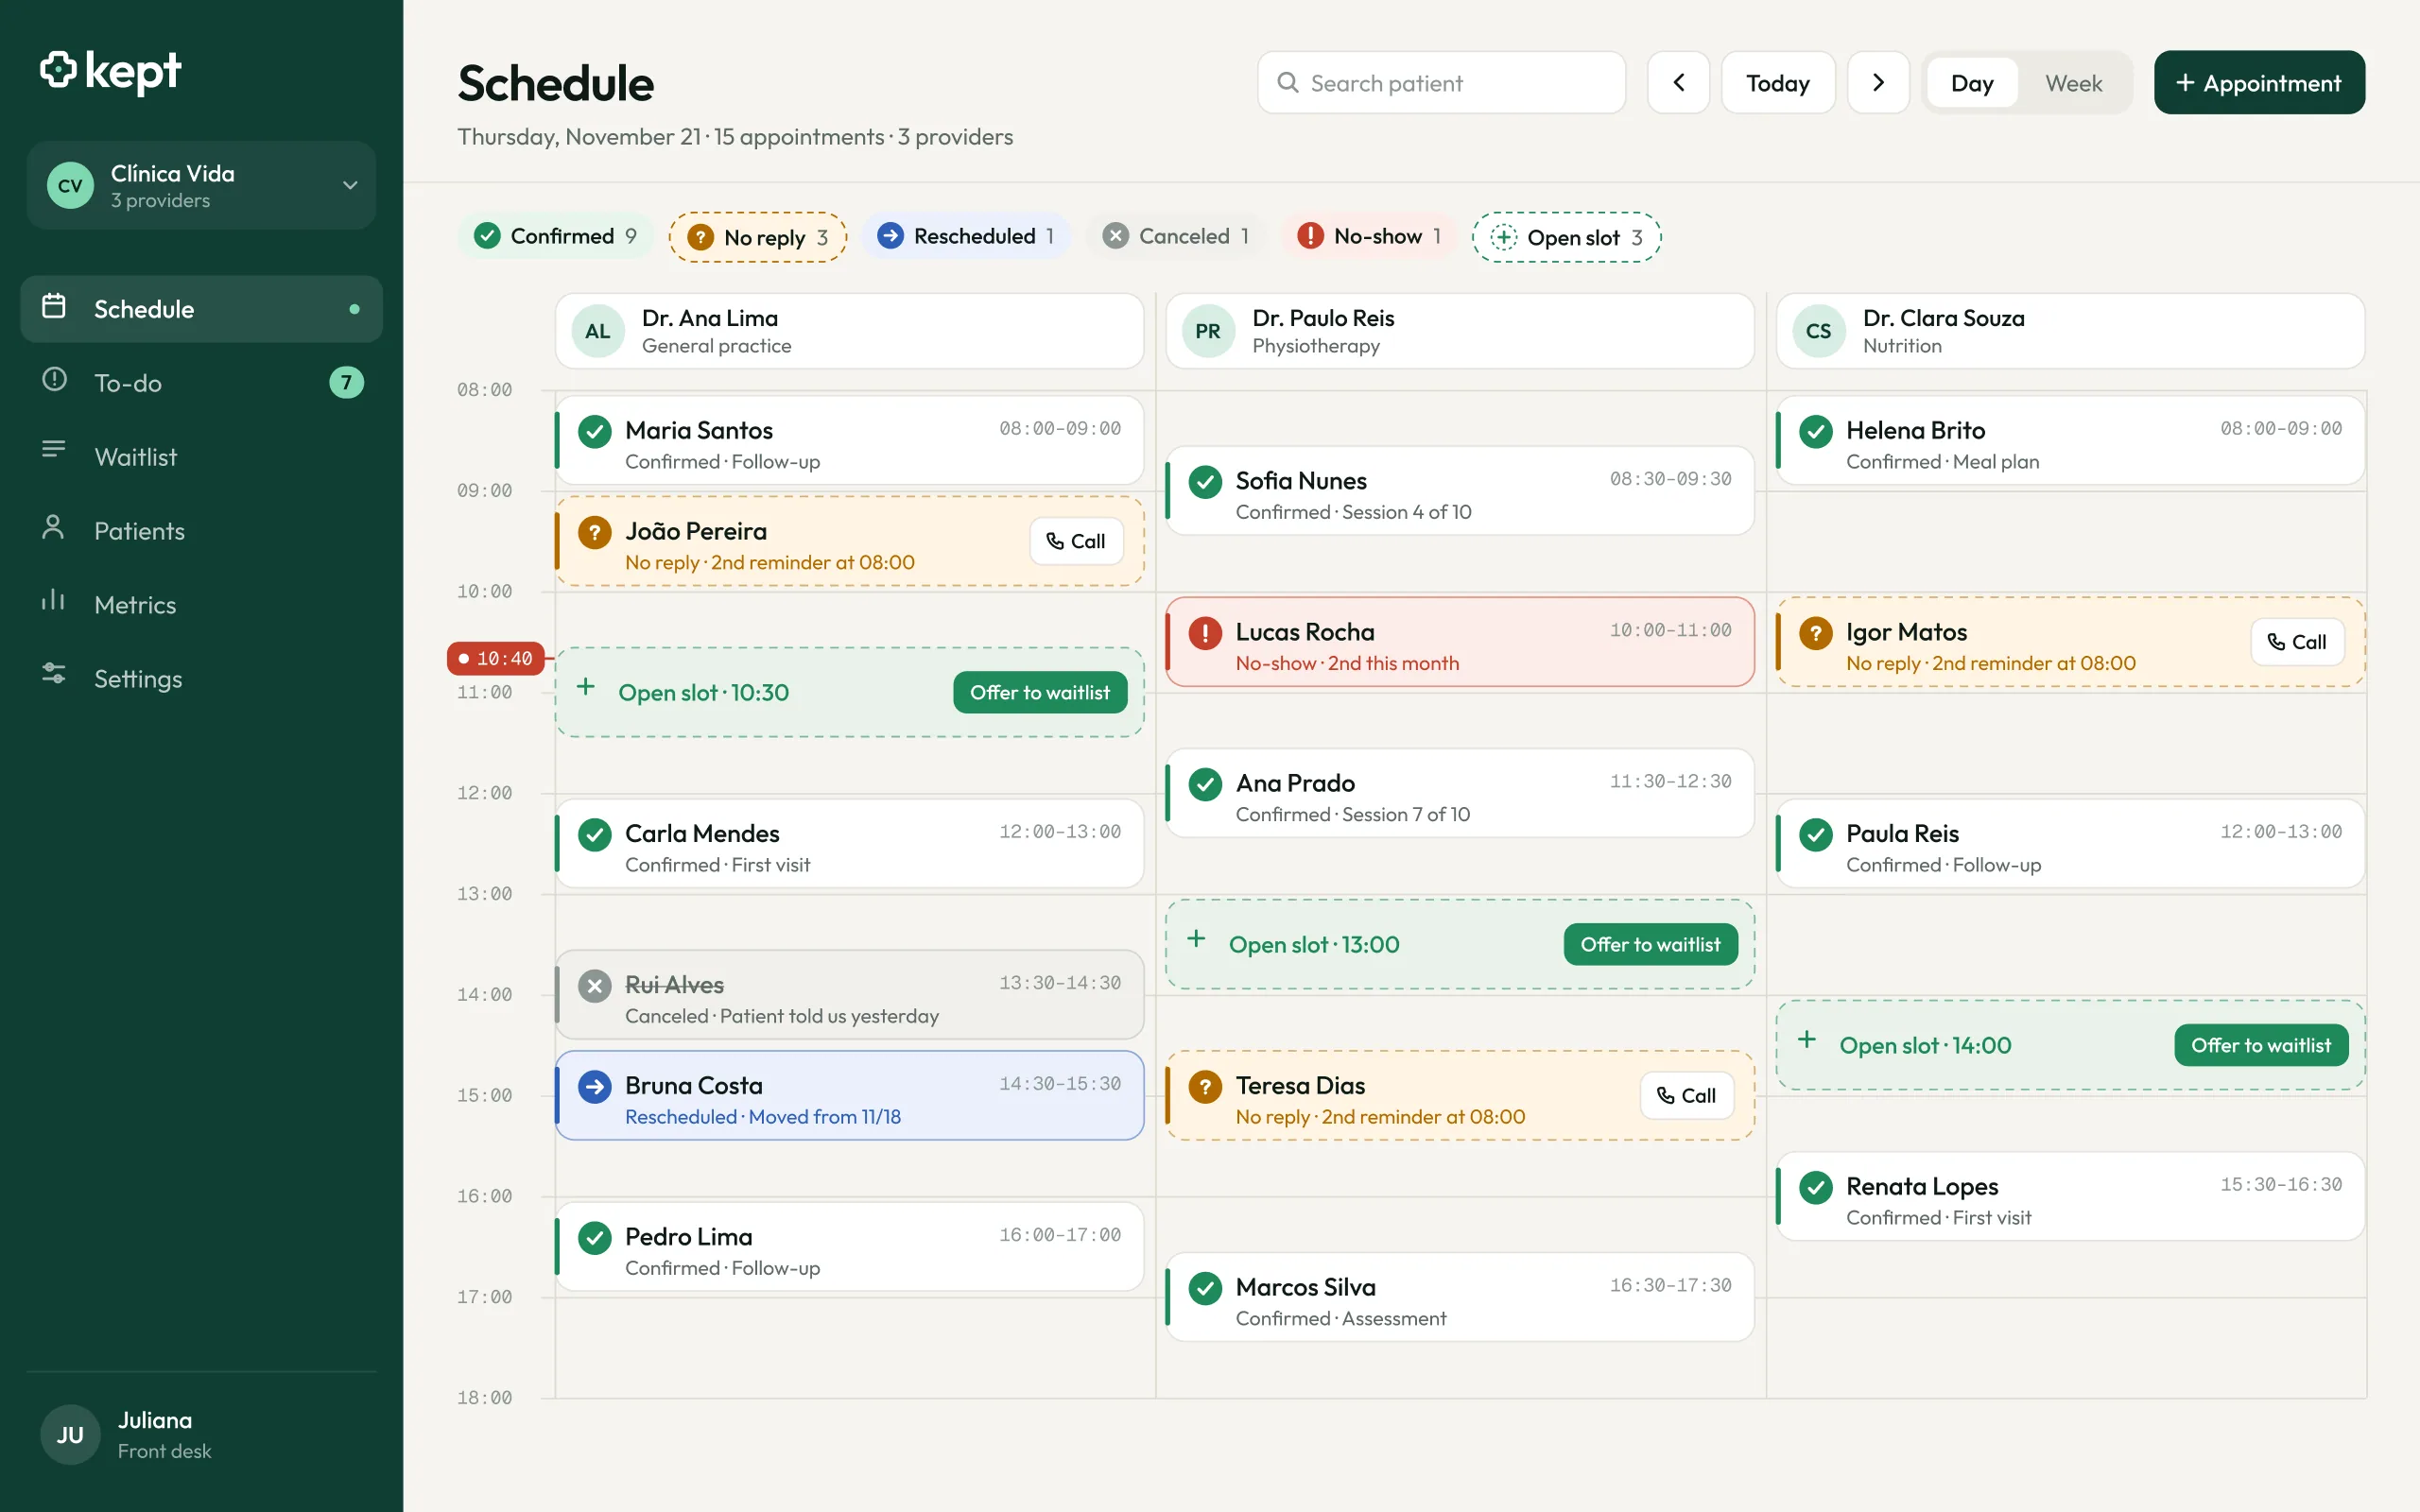 kept
CV
Clínica Vida
3 providers
Schedule
To-do
7
Waitlist
Patients
Metrics
Settings
JU
Juliana
Front desk
Schedule
Thursday, November 21 · 15 appointments · 3 providers
Search patient
Today
Day
Week
+ Appointment
Confirmed 9
? No reply 3
Rescheduled 1
Canceled 1
! No-show 1
+ Open slot 3
AL
Dr. Ana Lima
General practice
PR
Dr. Paulo Reis
Physiotherapy
CS
Dr. Clara Souza
Nutrition
08:00
09:00
10:00
10:40
11:00
12:00
13:00
14:00
15:00
16:00
17:00
18:00
Maria Santos 08:00–09:00
Confirmed · Follow-up
? João Pereira
No reply · 2nd reminder at 08:00
Call
+ Open slot · 10:30
Offer to waitlist
Carla Mendes 12:00–13:00
Confirmed · First visit
Rui Alves 13:30–14:30
Canceled · Patient told us yesterday
Bruna Costa 14:30–15:30
Rescheduled · Moved from 11/18
Pedro Lima 16:00–17:00
Confirmed · Follow-up
Sofia Nunes 08:30–09:30
Confirmed · Session 4 of 10
! Lucas Rocha 10:00–11:00
No-show · 2nd this month
Ana Prado 11:30–12:30
Confirmed · Session 7 of 10
+ Open slot · 13:00
Offer to waitlist
? Teresa Dias
No reply · 2nd reminder at 08:00
Call
Marcos Silva 16:30–17:30
Confirmed · Assessment
Helena Brito 08:00–09:00
Confirmed · Meal plan
? Igor Matos
No reply · 2nd reminder at 08:00
Call
Paula Reis 12:00–13:00
Confirmed · Follow-up
+ Open slot · 14:00
Offer to waitlist
Renata Lopes 15:30–16:30
Confirmed · First visit